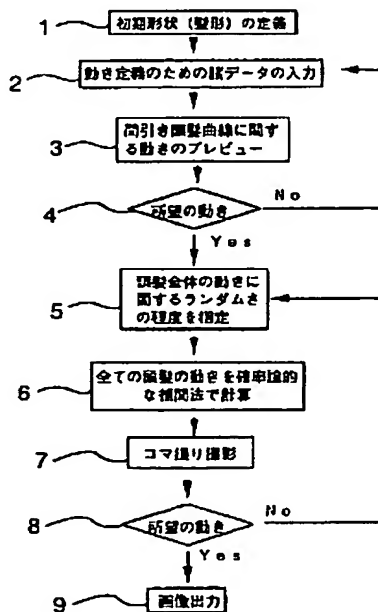 1
初期形状（髪形）の定義
2
動き定義のための諸データの入力
3
間引き頭髪曲線に関す
る動きのプレビュー
4
所望の動き
No
Yes
5
頭髪全体の動きに
関するランダムさ
の程度を指定
6
全ての頭髪の動きを確率論的
な補間法で計算
7
コマ撮り撮影
8
所望の動き
No
Yes
9
画像出力